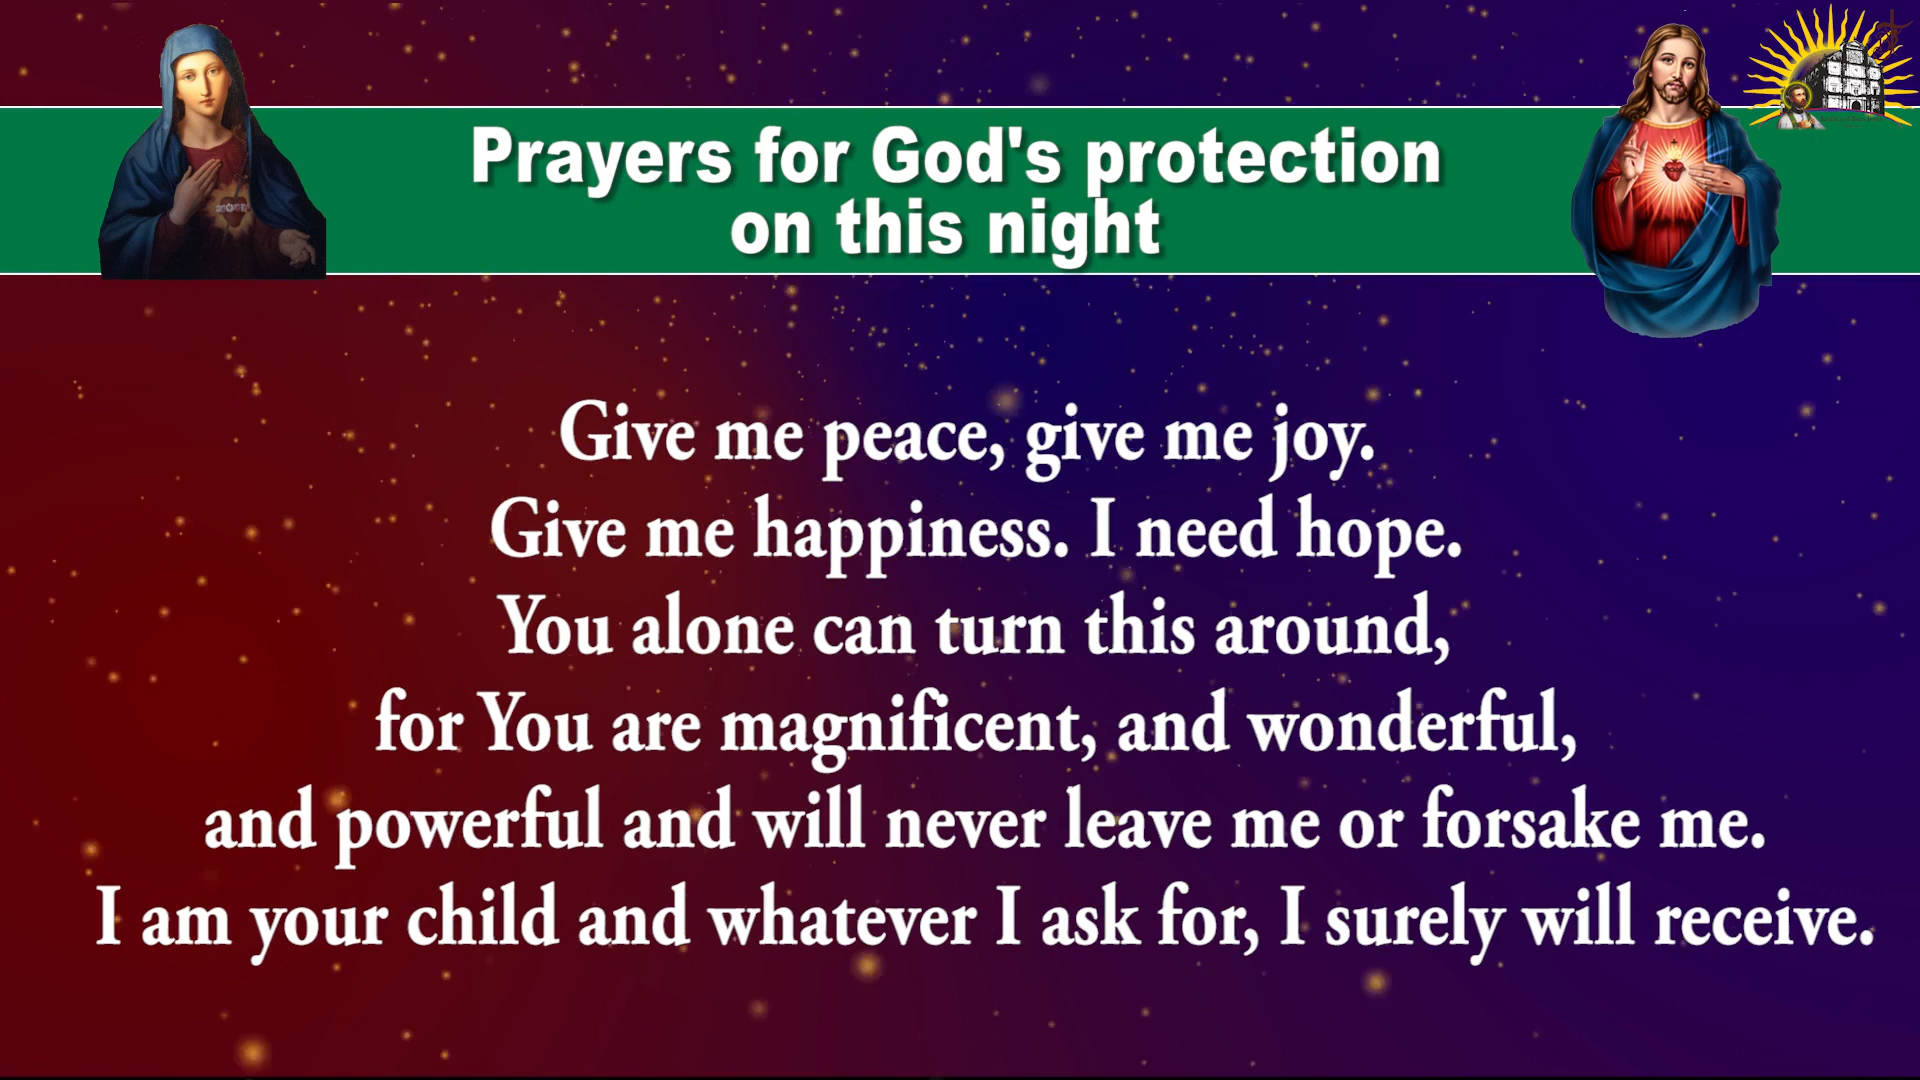 Prayers for God's protection
on this night
Give me peace, give me joy.
Give me happiness. I need hope.
You alone can turn this around,
for You are magnificent, and wonderful,
and powerful and will never leave me or forsake me.
I am your child and whatever I ask for, I surely will receive.